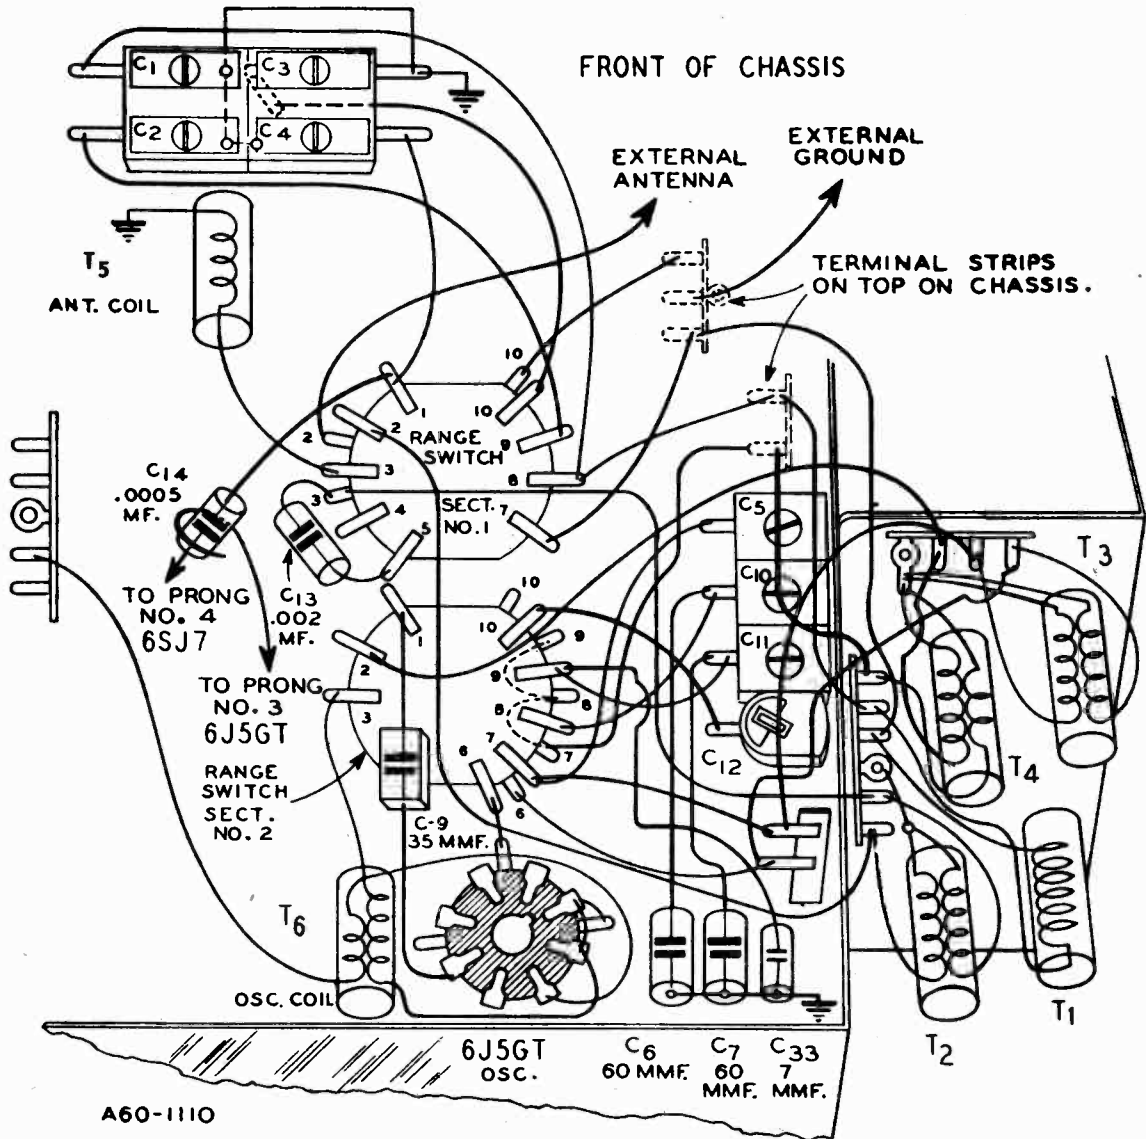 FRONT OF CHASSIS
C1
C3
C2
C4
EXTERNAL
ANTENNA
EXTERNAL
GROUND
T5
ANT. COIL
TERMINAL STRIPS
ON TOP ON CHASSIS.
10
1
10
2
2
RANGE
SWITCH
9
3
8
3
SECT.
NO. 1
4
5
7
C14
.0005
MF.
C5
TO PRONG
NO. 4
6SJ7
C13
.002
MF.
T3
C10
10
1
10
9
C11
2
9
TO PRONG
NO. 3
6J5GT
3
8
8
7
7
6
6
C12
T4
RANGE
SWITCH
SECT.
NO. 2
C-9
35 MMF.
T6
OSC. COIL
T1
T2
6J5GT
OSC.
C6
60 MMF.
C7
60
MMF.
C33
7
MMF.
A60-1110